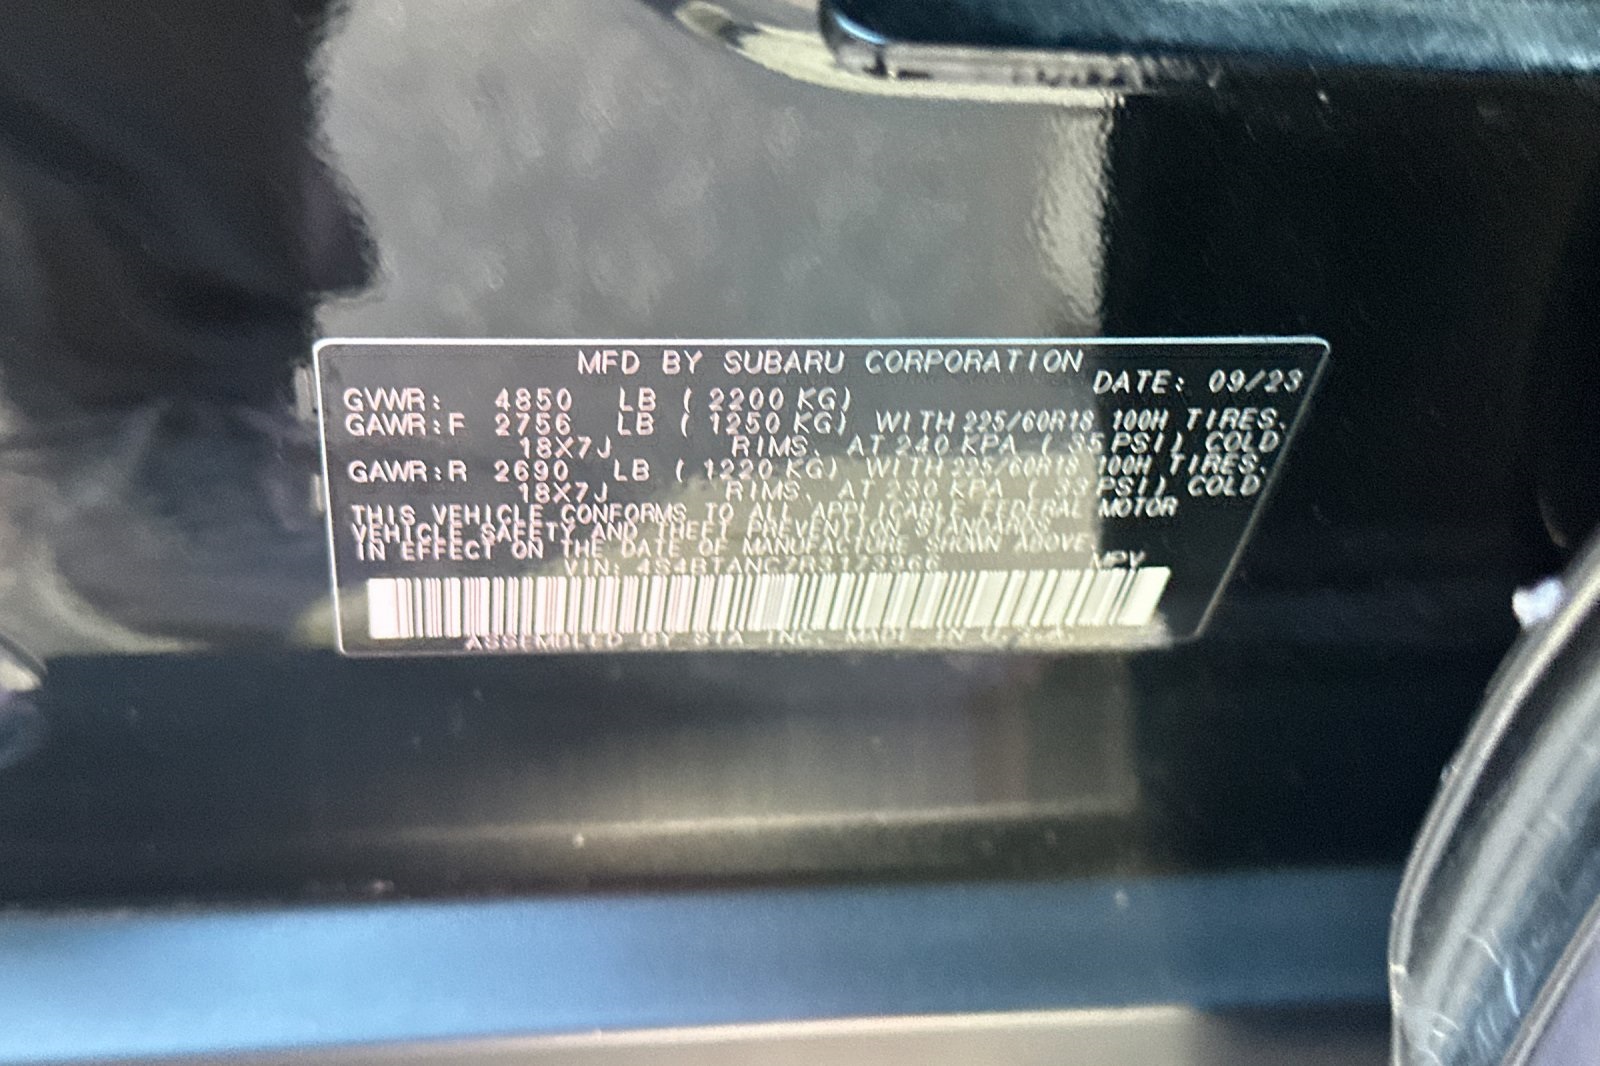 MFD BY SUBARU CORPORATION
DATE: 09/23
GVWR: 4850 LB (2200 KG)
GAWR:F 2756 LB (1250 KG) WITH 225/60R18 100H TIRES.
18X7J RIMS. AT 240 KPA (35 PSI) COLD
GAWR:R 2690 LB (1220 KG) WITH 225/60R18 100H TIRES.
18X7J RIMS. AT 230 KPA (33 PSI) COLD
THIS VEHICLE CONFORMS TO ALL APPLICABLE FEDERAL MOTOR
VEHICLE SAFETY AND THEFT PREVENTION STANDARDS
IN EFFECT ON THE DATE OF MANUFACTURE SHOWN ABOVE.
VIN: 4S4BTANC7R3173966 MPV
ASSEMBLED BY SIA INC. MADE IN U.S.A.